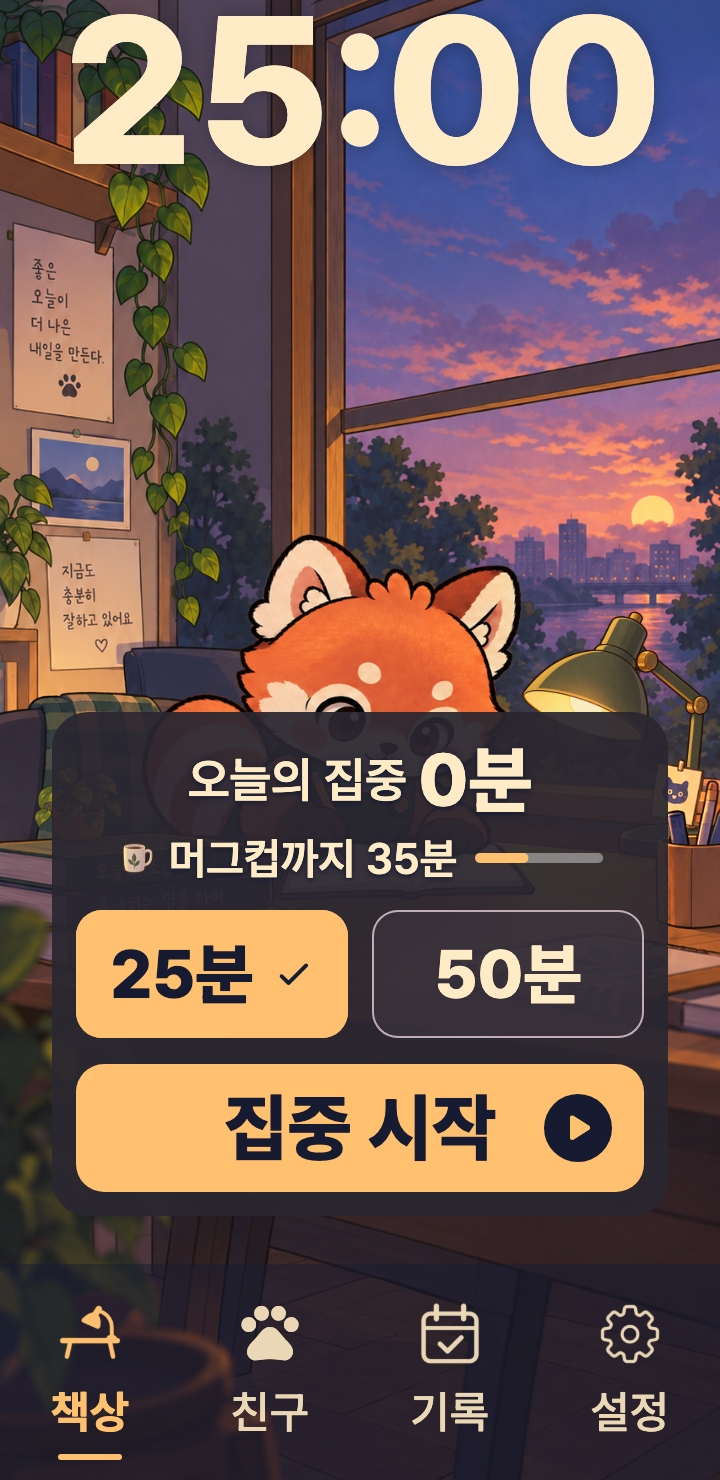 25:00
좋은
오늘이
더 나은
내일을 만든다.
지금도
충분히
잘하고 있어요
오늘의 집중 0분
머그컵까지 35분
25분
50분
집중 시작
책상
친구
기록
설정